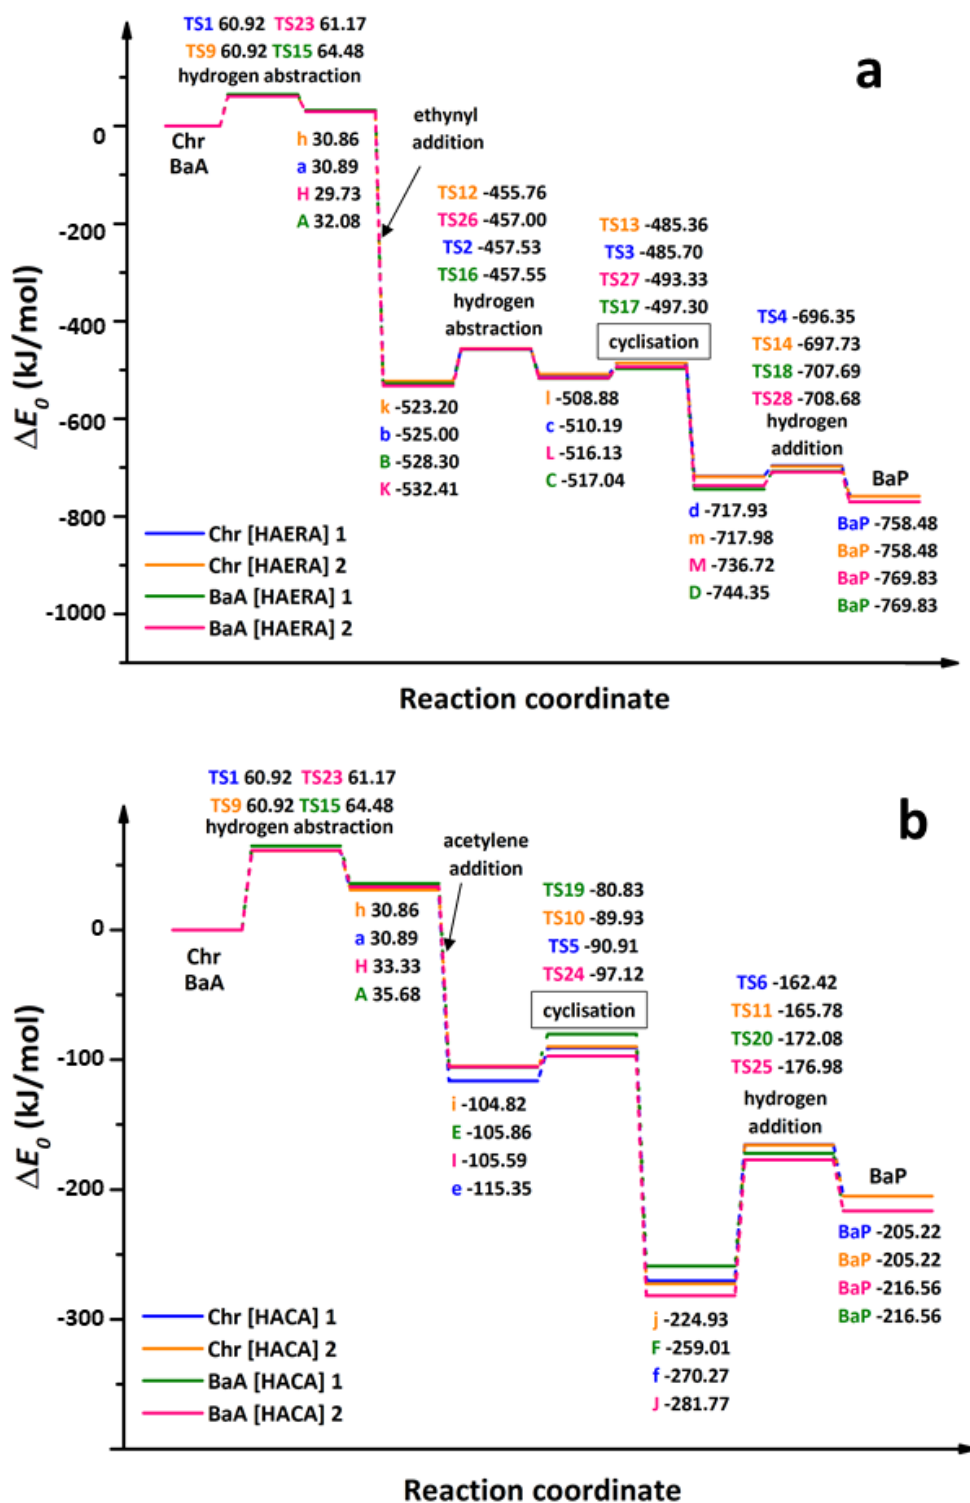 TS1 60.92 TS23 61.17
TS9 60.92 TS15 64.48
hydrogen abstraction
a
0
Chr
BaA
h 30.86
a 30.89
H 29.73
A 32.08
ethynyl
addition
TS12 -455.76
TS26 -457.00
TS2 -457.53
TS16 -457.55
hydrogen
abstraction
TS13 -485.36
TS3 -485.70
TS27 -493.33
TS17 -497.30
cyclisation
TS4 -696.35
TS14 -697.73
TS18 -707.69
TS28 -708.68
hydrogen
addition
-200
-400
-600
-800
-1000
ΔE0 (kJ/mol)
k -523.20
b -525.00
B -528.30
K -532.41
l -508.88
c -510.19
L -516.13
C -517.04
d -717.93
m -717.98
M -736.72
D -744.35
BaP
BaP -758.48
BaP -758.48
BaP -769.83
BaP -769.83
Chr [HAERA] 1
Chr [HAERA] 2
BaA [HAERA] 1
BaA [HAERA] 2
Reaction coordinate
TS1 60.92 TS23 61.17
TS9 60.92 TS15 64.48
hydrogen abstraction
b
acetylene
addition
0
Chr
BaA
h 30.86
a 30.89
H 33.33
A 35.68
TS19 -80.83
TS10 -89.93
TS5 -90.91
TS24 -97.12
cyclisation
TS6 -162.42
TS11 -165.78
TS20 -172.08
TS25 -176.98
hydrogen
addition
-100
-200
-300
ΔE0 (kJ/mol)
i -104.82
E -105.86
I -105.59
e -115.35
BaP
BaP -205.22
BaP -205.22
BaP -216.56
BaP -216.56
j -224.93
F -259.01
f -270.27
J -281.77
Chr [HACA] 1
Chr [HACA] 2
BaA [HACA] 1
BaA [HACA] 2
Reaction coordinate